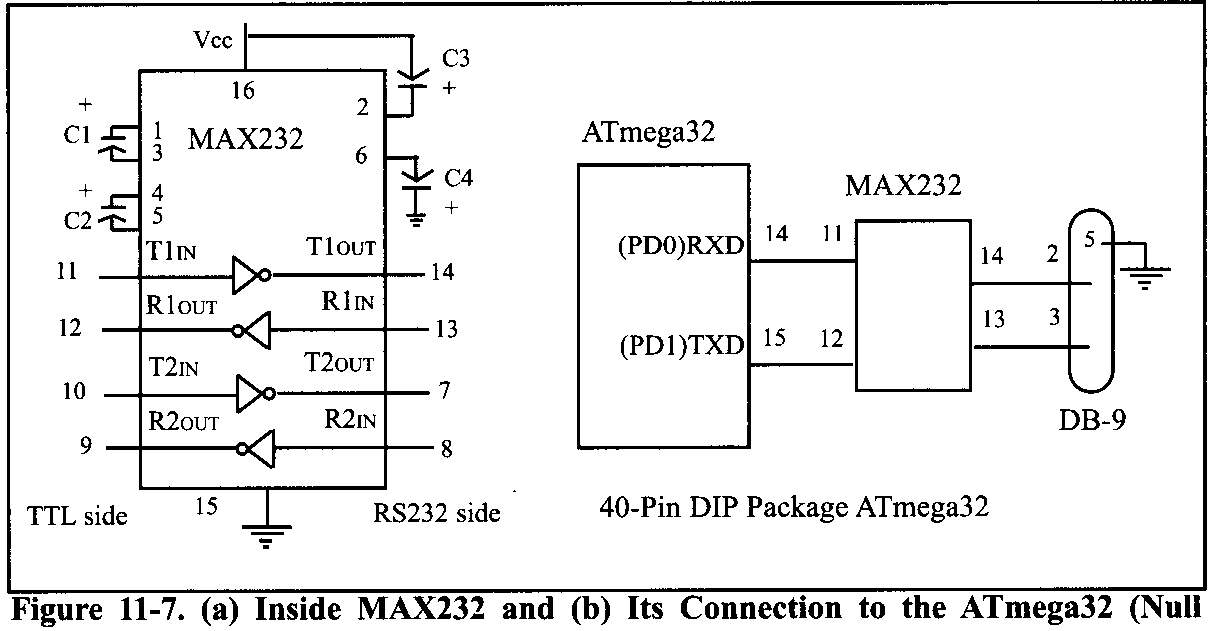 Vcc
16
MAX232
+
C1
1
3
+
C2
4
5
2
C3
+
6
C4
+
11
T1IN
T1OUT
14
12
R1OUT
R1IN
13
10
T2IN
T2OUT
7
9
R2OUT
R2IN
8
TTL side
15
RS232 side
ATmega32
MAX232
(PD0)RXD
14
11
14
2
5
(PD1)TXD
15
12
13
3
DB-9
40-Pin DIP Package ATmega32
Figure 11-7. (a) Inside MAX232 and (b) Its Connection to the ATmega32 (Null